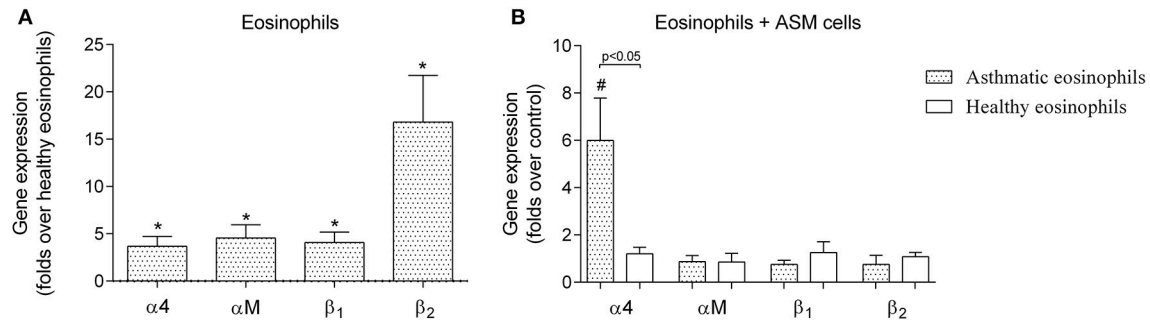 A
Eosinophils
Gene expression
(folds over healthy eosinophils)
25
20
15
10
5
0
*
*
*
*
α4
αM
β1
β2
B
Eosinophils + ASM cells
Gene expression
(folds over control)
10
8
6
4
2
0
p<0.05
#
α4
αM
β1
β2
Asthmatic eosinophils
Healthy eosinophils